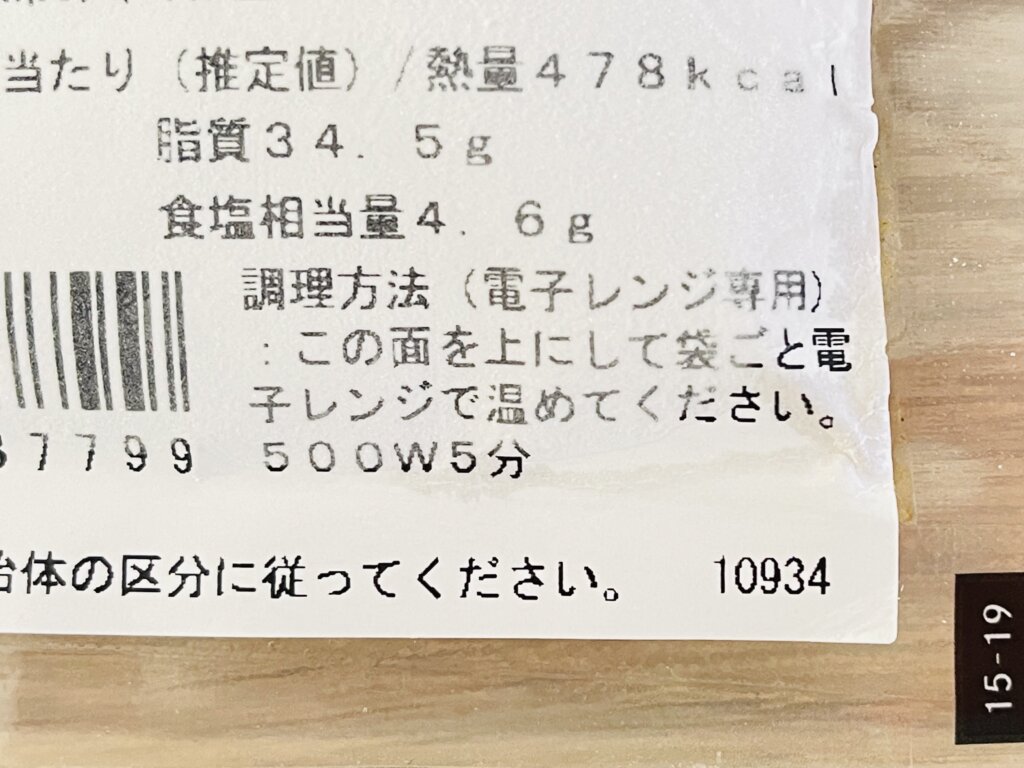 当たり（推定値）/熱量478kcal
脂質34.5g
食塩相当量4.6g
調理方法（電子レンジ専用）
：この面を上にして袋ごと電
子レンジで温めてください。
7799 500W5分
体の区分に従ってください。 10934
15-19